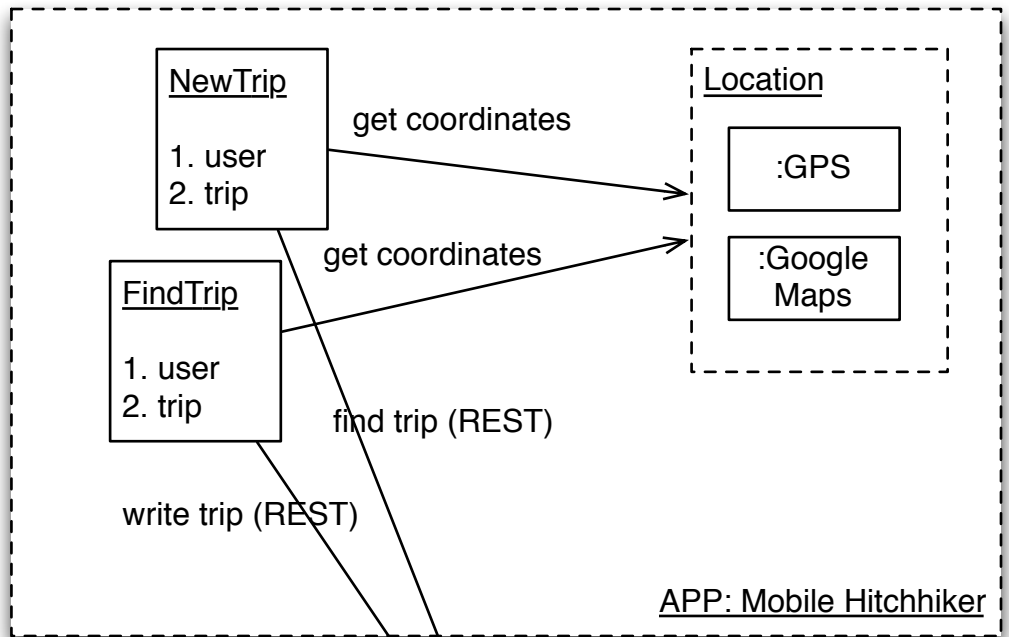 NewTrip
1. user
2. trip
get coordinates
Location
:GPS
:Google
Maps
get coordinates
FindTrip
1. user
2. trip
find trip (REST)
write trip (REST)
APP: Mobile Hitchhiker